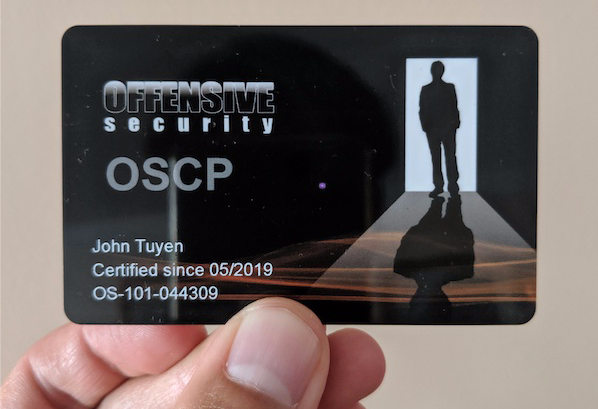 OFFENSIVE
security
OSCP
John Tuyen
Certified since 05/2019
OS-101-044309